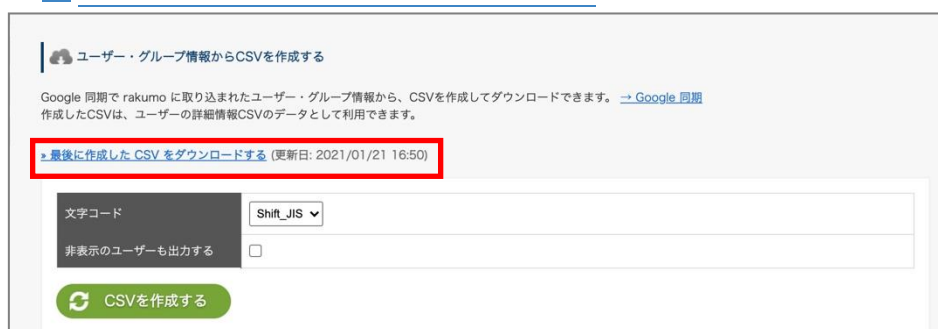 ユーザー・グループ情報からCSVを作成する
Google 同期で rakumo に取り込まれたユーザー・グループ情報から、CSVを作成してダウンロードできます。 → Google 同期
作成したCSVは、ユーザーの詳細情報CSVのデータとして利用できます。
» 最後に作成した CSV をダウンロードする (更新日: 2021/01/21 16:50)
文字コード Shift_JIS
非表示のユーザーも出力する
CSVを作成する